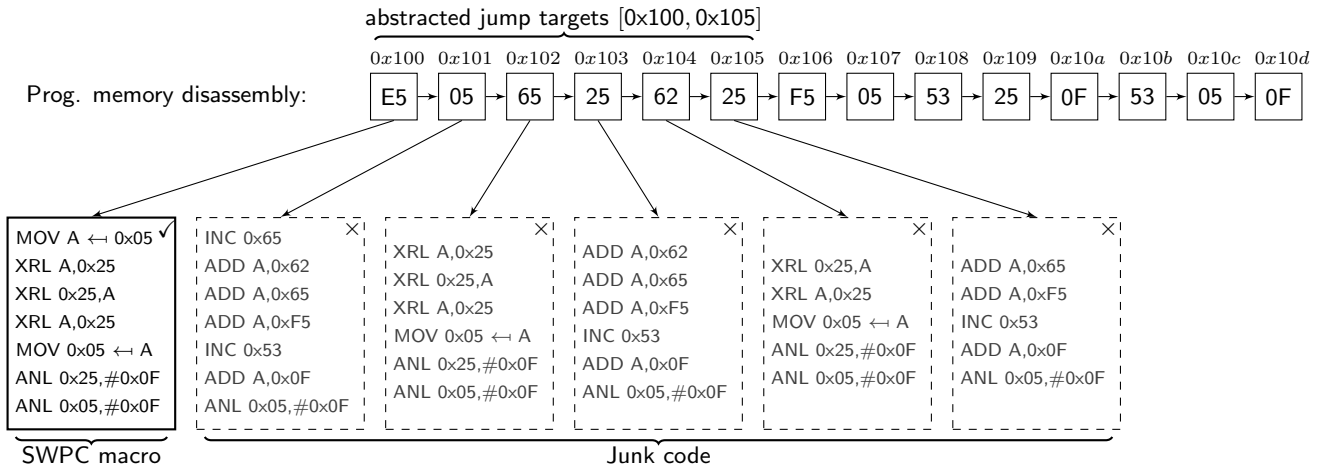 abstracted jump targets [0x100, 0x105]
0x100 0x101 0x102 0x103 0x104 0x105 0x106 0x107 0x108 0x109 0x10a 0x10b 0x10c 0x10d
Prog. memory disassembly: E5 05 65 25 62 25 F5 05 53 25 0F 53 05 0F
MOV A ↤ 0x05 ✓
XRL A,0x25
XRL 0x25,A
XRL A,0x25
MOV 0x05 ↤ A
ANL 0x25,#0x0F
ANL 0x05,#0x0F
×
INC 0x65
ADD A,0x62
ADD A,0x65
ADD A,0xF5
INC 0x53
ADD A,0x0F
ANL 0x05,#0x0F
×
XRL A,0x25
XRL 0x25,A
XRL A,0x25
MOV 0x05 ↤ A
ANL 0x25,#0x0F
ANL 0x05,#0x0F
×
ADD A,0x62
ADD A,0x65
ADD A,0xF5
INC 0x53
ADD A,0x0F
ANL 0x05,#0x0F
×
XRL 0x25,A
XRL A,0x25
MOV 0x05 ↤ A
ANL 0x25,#0x0F
ANL 0x05,#0x0F
×
ADD A,0x65
ADD A,0xF5
INC 0x53
ADD A,0x0F
ANL 0x05,#0x0F
SWPC macro
Junk code